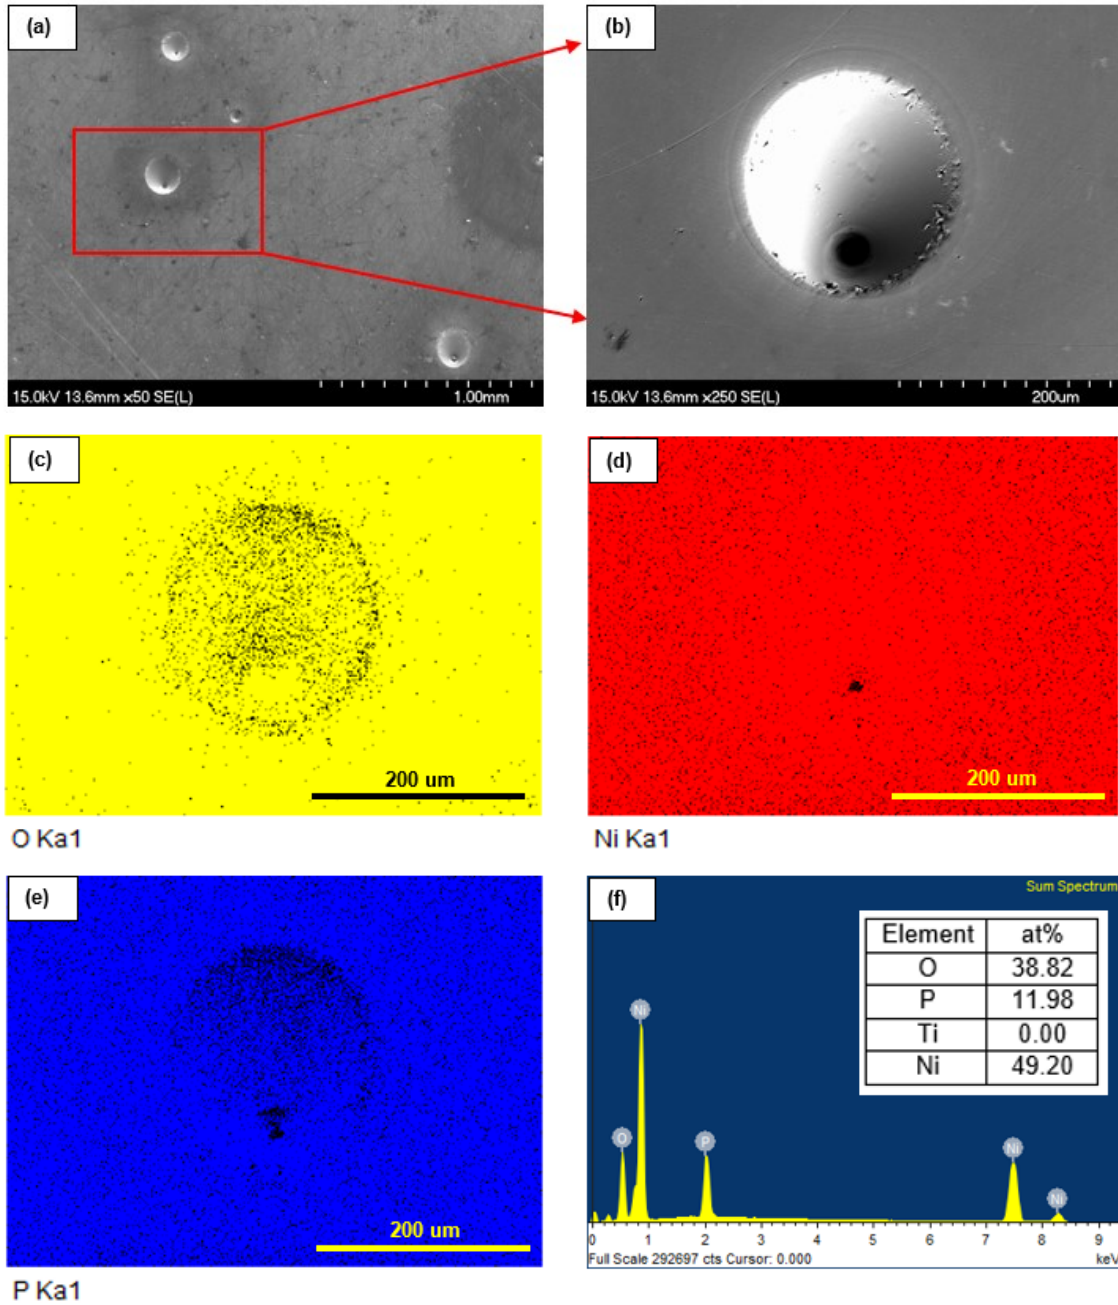 (a)
15.0kV 13.6mm x50 SE(L)
1.00mm
(b)
15.0kV 13.6mm x250 SE(L)
200um
(c)
200 um
O Ka1
(d)
200 um
Ni Ka1
(e)
200 um
P Ka1
(f)
Sum Spectrum
Element at%
O 38.82
P 11.98
Ti 0.00
Ni 49.20
Ni
O
P
Ni
Ni
0 1 2 3 4 5 6 7 8 9
Full Scale 292697 cts Cursor: 0.000
keV